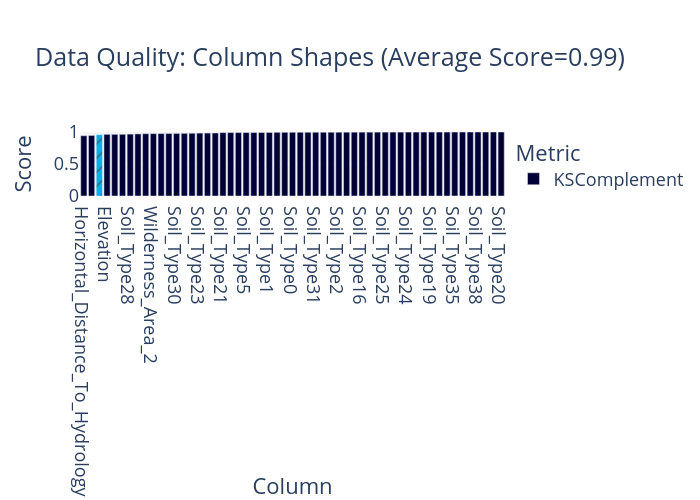 Data Quality: Column Shapes (Average Score=0.99)
Score
1
0.5
0
Metric
KSComplement
Horizontal_Distance_To_Hydrology
Elevation
Soil_Type28
Wilderness_Area_2
Soil_Type30
Soil_Type23
Soil_Type21
Soil_Type5
Soil_Type1
Soil_Type0
Soil_Type31
Soil_Type2
Soil_Type16
Soil_Type25
Soil_Type24
Soil_Type19
Soil_Type35
Soil_Type38
Soil_Type20
Column